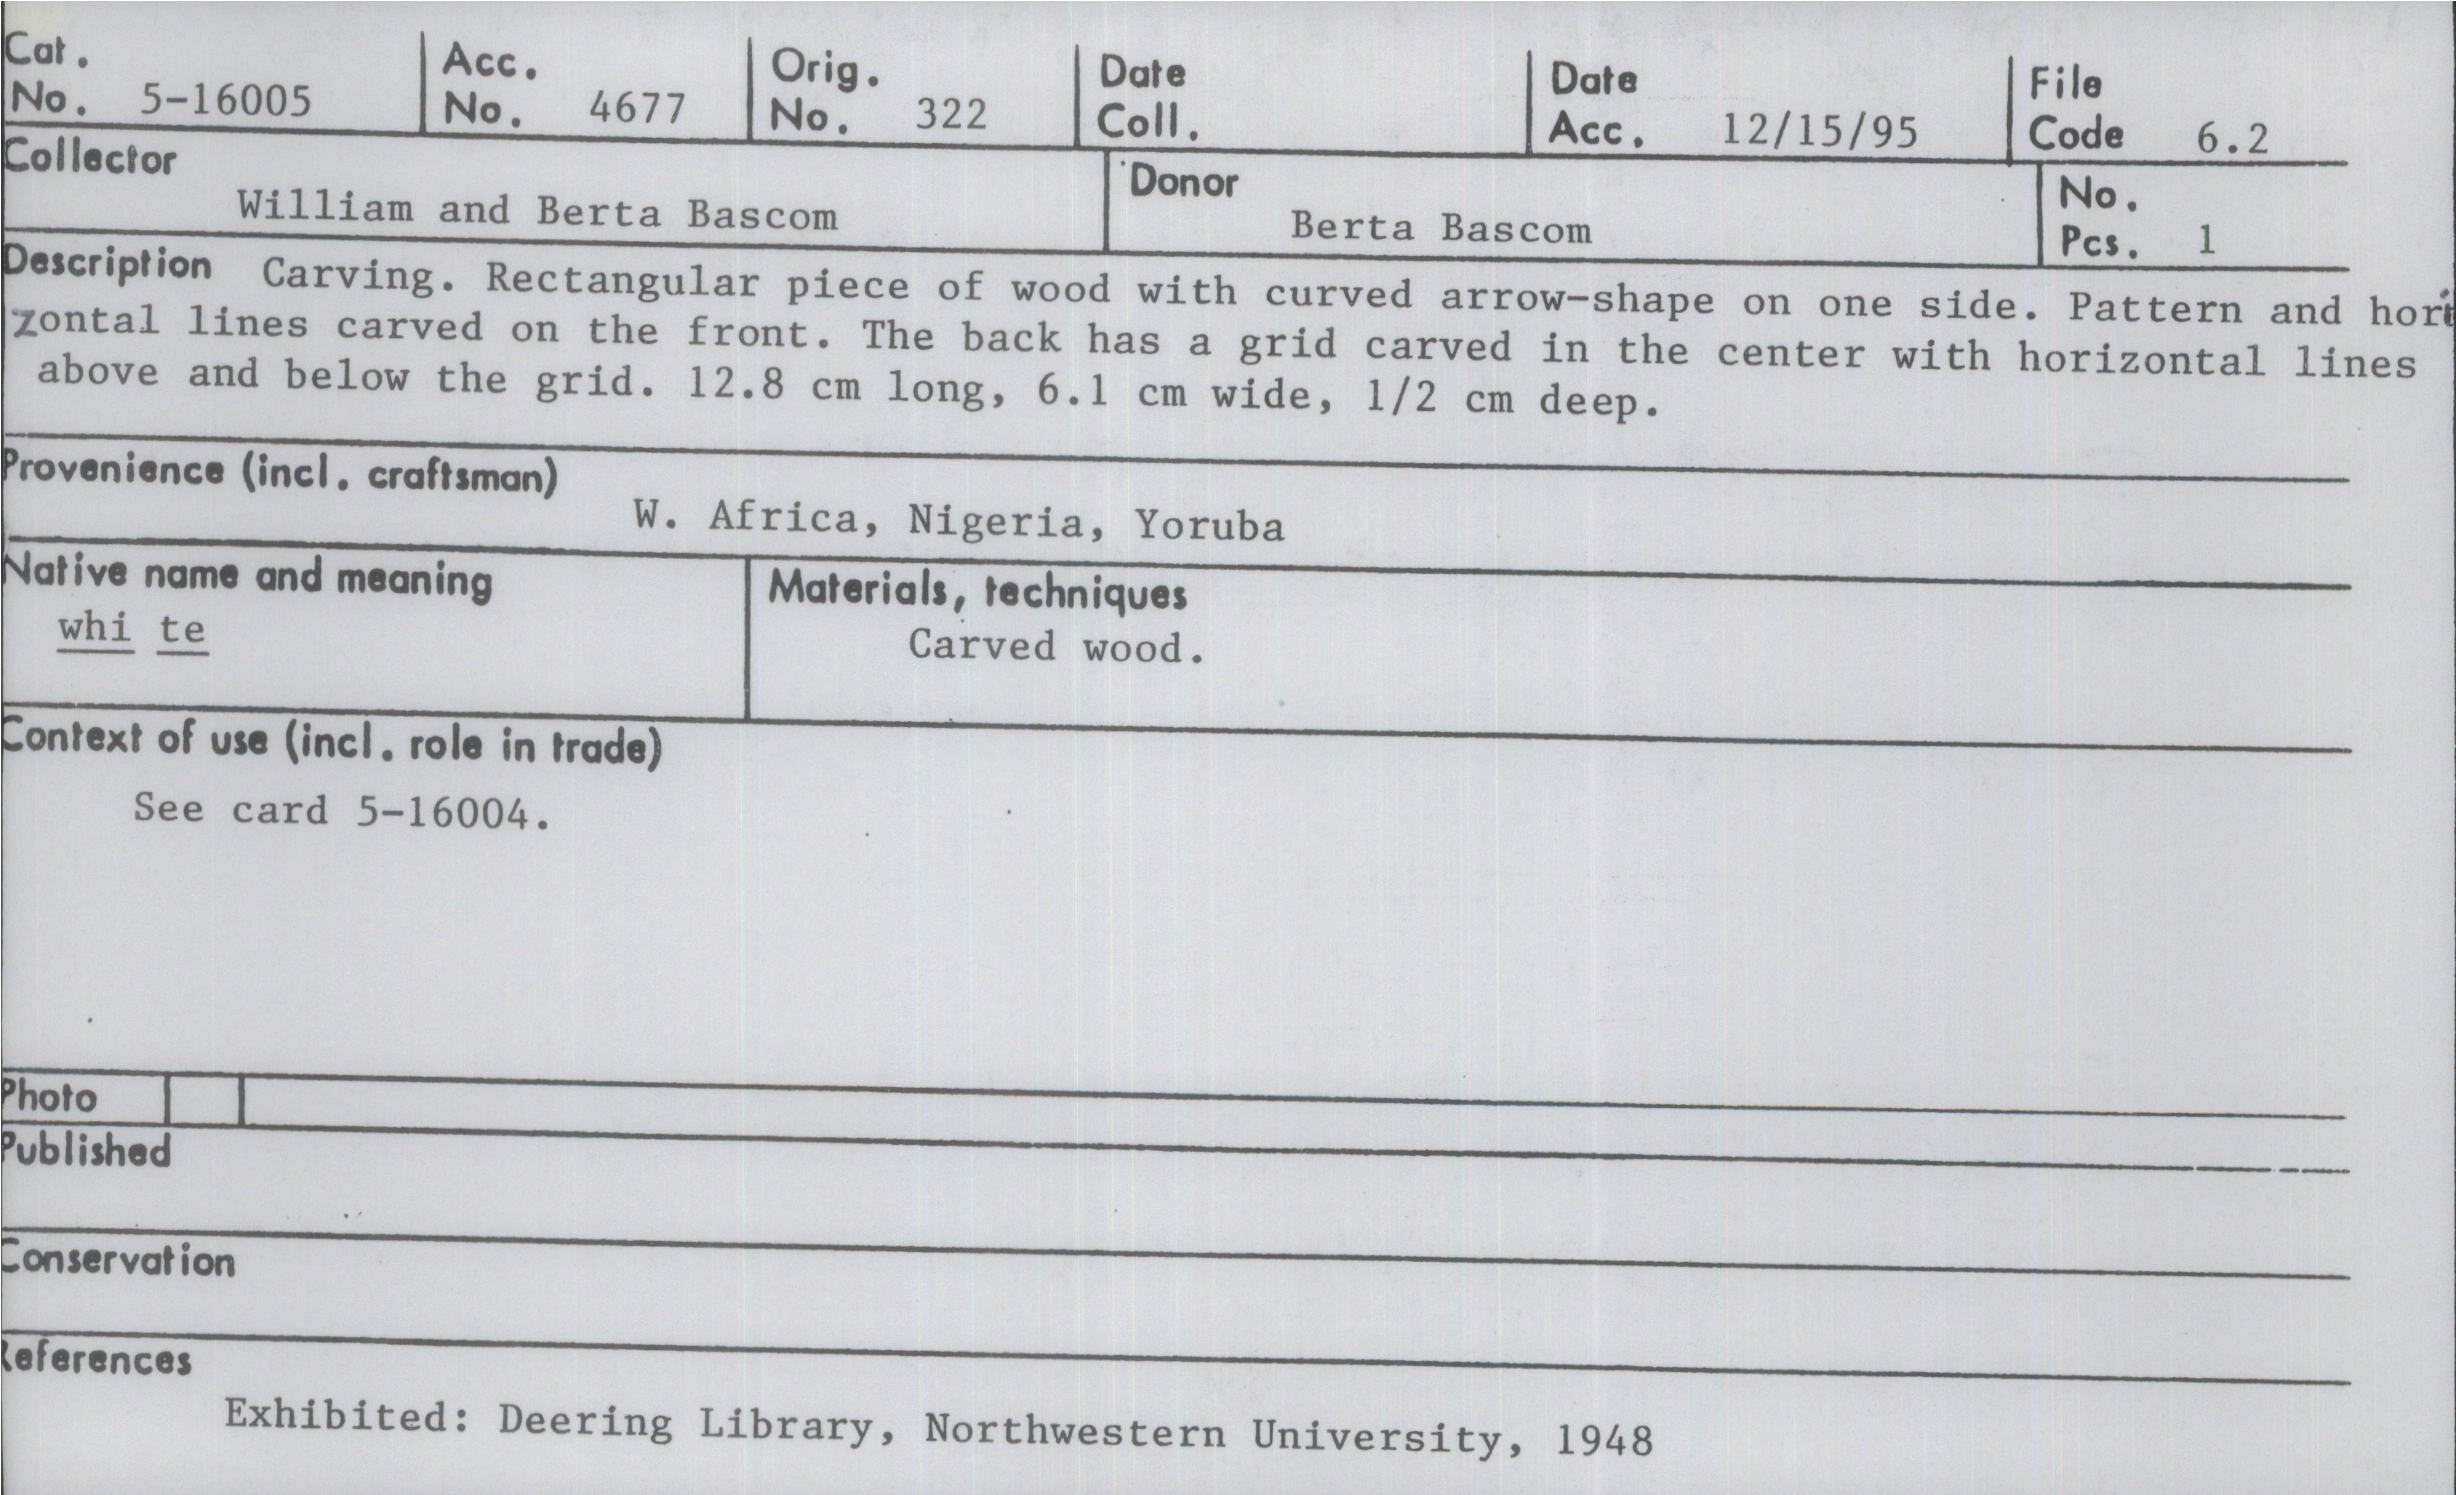 Cat. No. 5-16005 Acc. No. 4677 Orig. No. 322 Date Coll. Date Acc. 12/15/95 File Code 6.2
Collector William and Berta Bascom Donor Berta Bascom No. Pcs. 1
Description Carving. Rectangular piece of wood with curved arrow-shape on one side. Pattern and hori
zontal lines carved on the front. The back has a grid carved in the center with horizontal lines
above and below the grid. 12.8 cm long, 6.1 cm wide, 1/2 cm deep.
Provenience (incl. craftsman)
W. Africa, Nigeria, Yoruba
Native name and meaning
whi te
Materials, techniques
Carved wood.
Context of use (incl. role in trade)
See card 5-16004.
Photo
Published
Conservation
References
Exhibited: Deering Library, Northwestern University, 1948